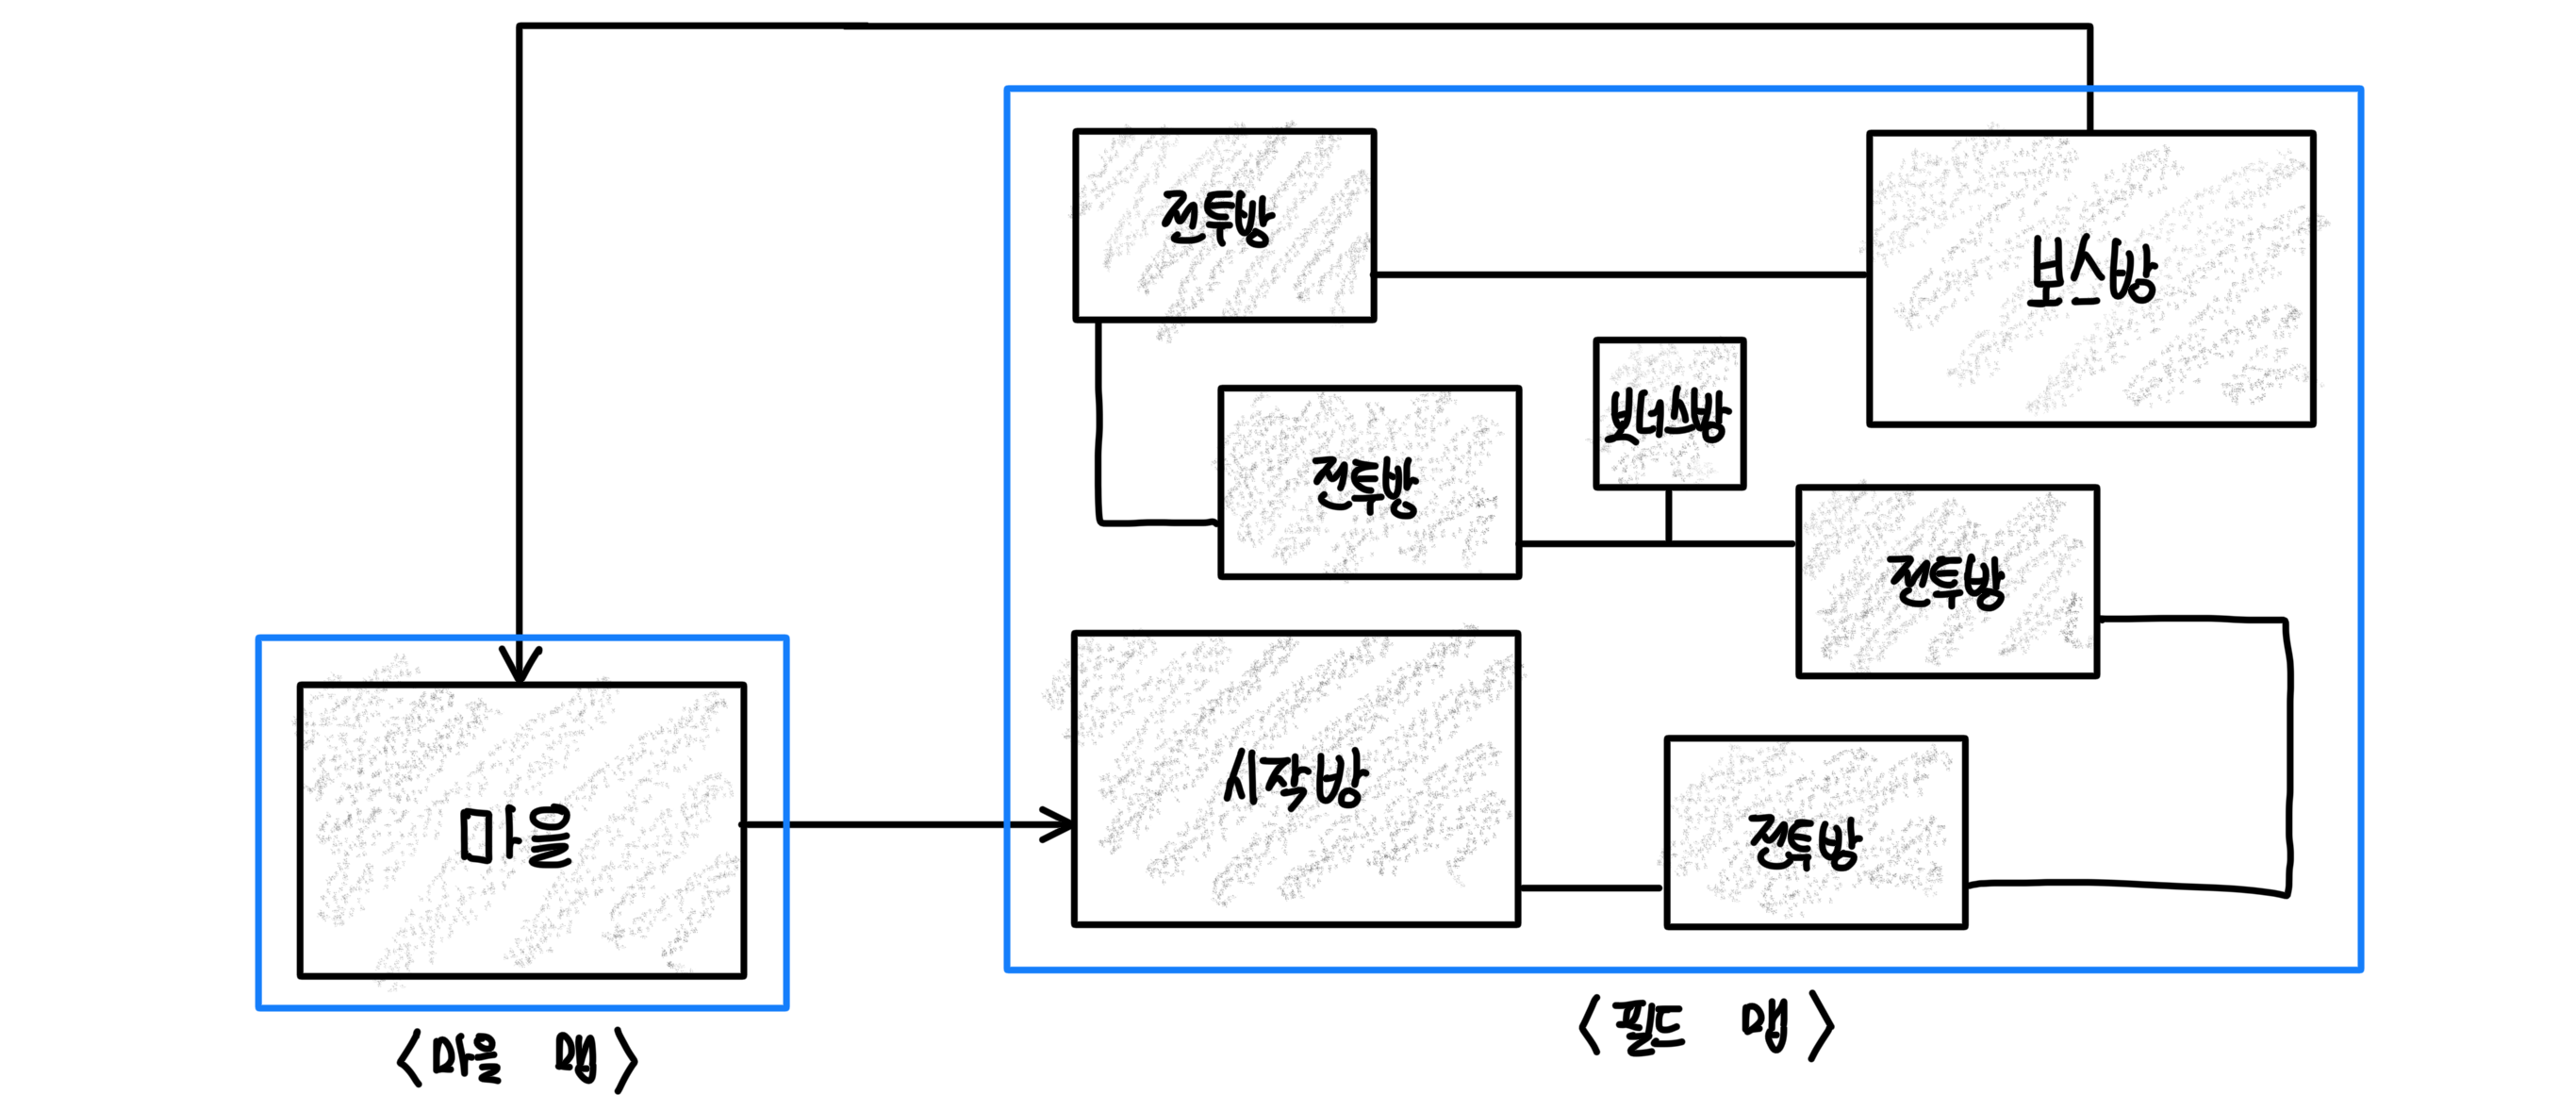 전투방
보스방
보너스방
전투방
전투방
시작방
전투방
마을
<필드 맵>
<마을 맵>